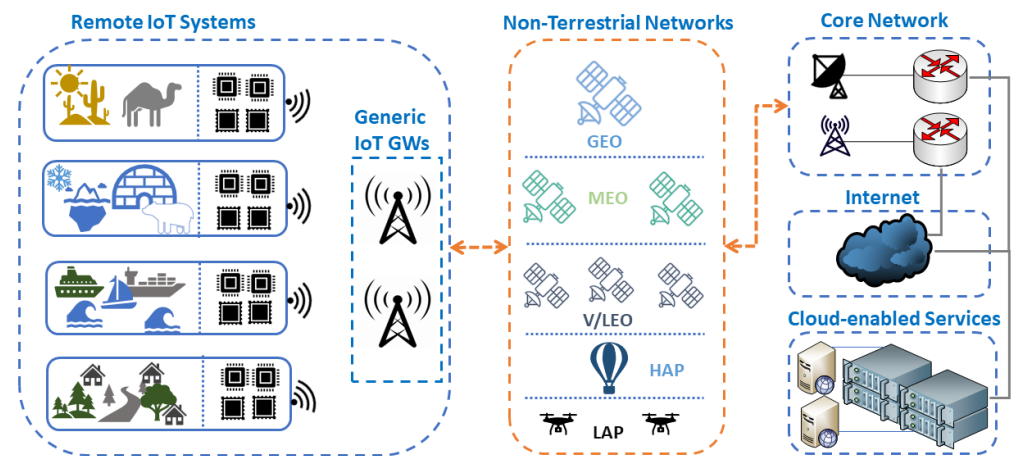 Remote IoT Systems
Generic
IoT GWs
Non-Terrestrial Networks
GEO
MEO
V/LEO
HAP
LAP
Core Network
Internet
Cloud-enabled Services